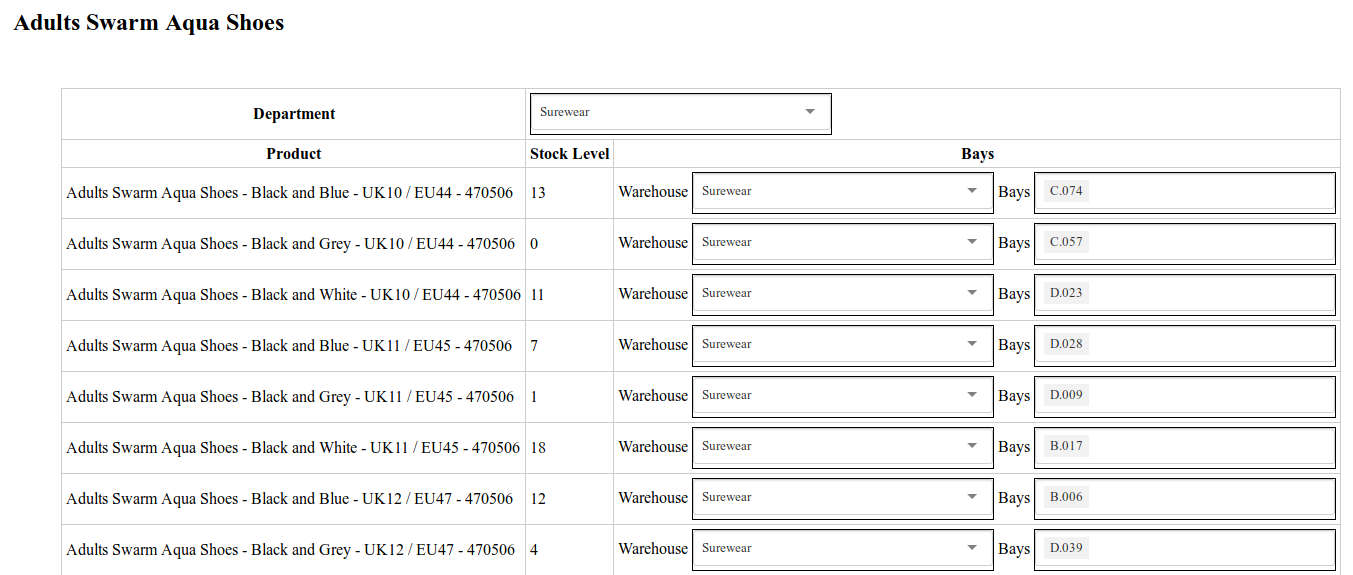 Adults Swarm Aqua Shoes
Department Surewear
Product Stock Level Bays
Adults Swarm Aqua Shoes - Black and Blue - UK10 / EU44 - 470506 13 Warehouse Surewear Bays C.074
Adults Swarm Aqua Shoes - Black and Grey - UK10 / EU44 - 470506 0 Warehouse Surewear Bays C.057
Adults Swarm Aqua Shoes - Black and White - UK10 / EU44 - 470506 11 Warehouse Surewear Bays D.023
Adults Swarm Aqua Shoes - Black and Blue - UK11 / EU45 - 470506 7 Warehouse Surewear Bays D.028
Adults Swarm Aqua Shoes - Black and Grey - UK11 / EU45 - 470506 1 Warehouse Surewear Bays D.009
Adults Swarm Aqua Shoes - Black and White - UK11 / EU45 - 470506 18 Warehouse Surewear Bays B.017
Adults Swarm Aqua Shoes - Black and Blue - UK12 / EU47 - 470506 12 Warehouse Surewear Bays B.006
Adults Swarm Aqua Shoes - Black and Grey - UK12 / EU47 - 470506 4 Warehouse Surewear Bays D.039